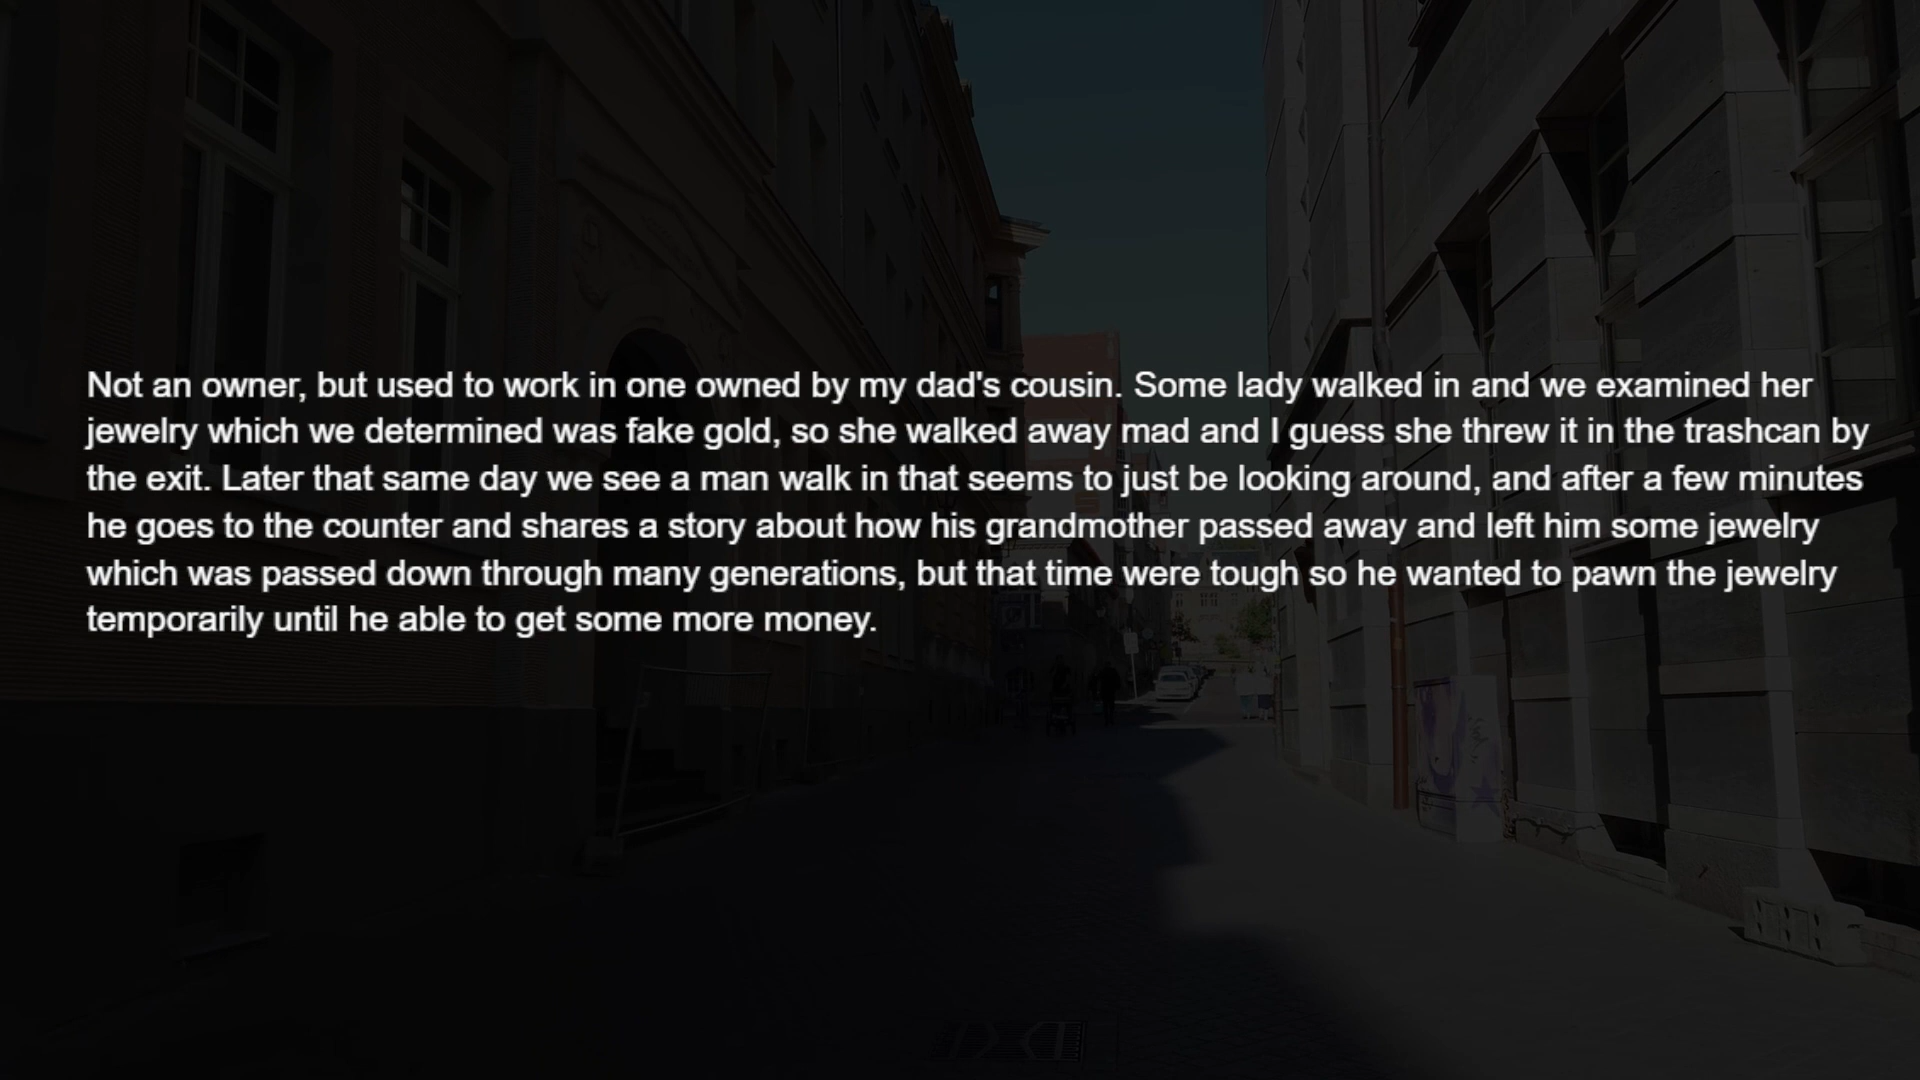 Not an owner, but used to work in one owned by my dad's cousin. Some lady walked in and we examined her
jewelry which we determined was fake gold, so she walked away mad and I guess she threw it in the trashcan by
the exit. Later that same day we see a man walk in that seems to just be looking around, and after a few minutes
he goes to the counter and shares a story about how his grandmother passed away and left him some jewelry
which was passed down through many generations, but that time were tough so he wanted to pawn the jewelry
temporarily until he able to get some more money.